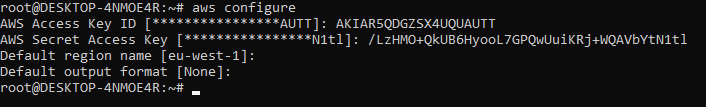 root@DESKTOP-4NMOE4R:~# aws configure
AWS Access Key ID [****************AUTT]: AKIAR5QDGZSX4UQUAUTT
AWS Secret Access Key [****************N1tl]: 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
Default region name [eu-west-1]:
Default output format [None]:
root@DESKTOP-4NMOE4R:~#